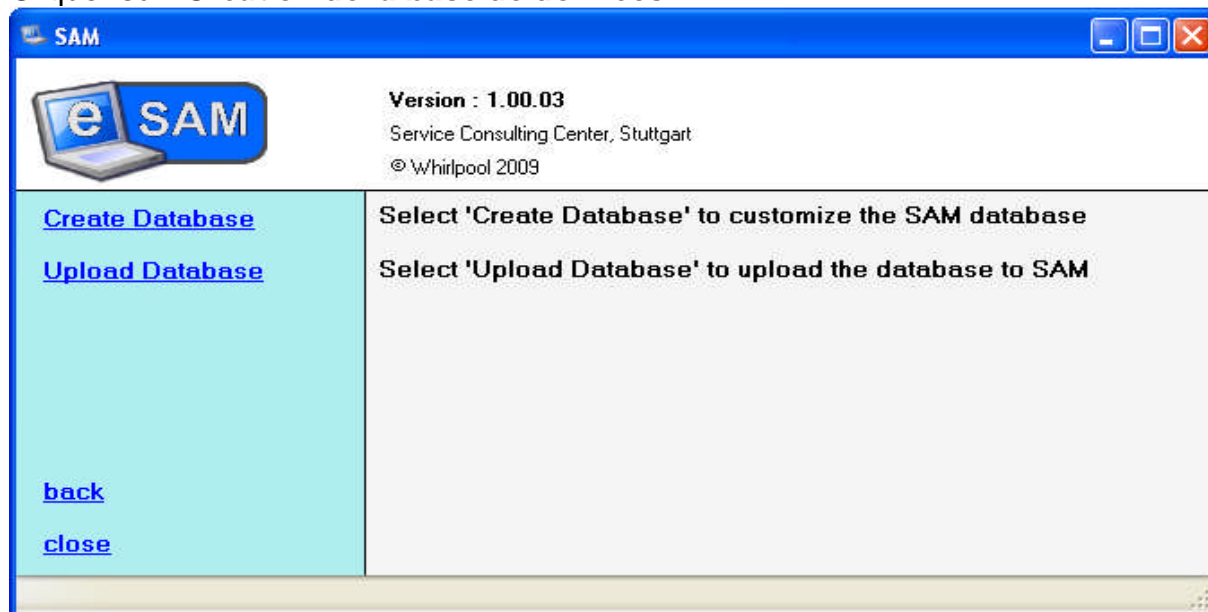 SAM
e SAM
Version : 1.00.03
Service Consulting Center, Stuttgart
© Whirlpool 2009
Create Database
Select 'Create Database' to customize the SAM database
Upload Database
Select 'Upload Database' to upload the database to SAM
back
close